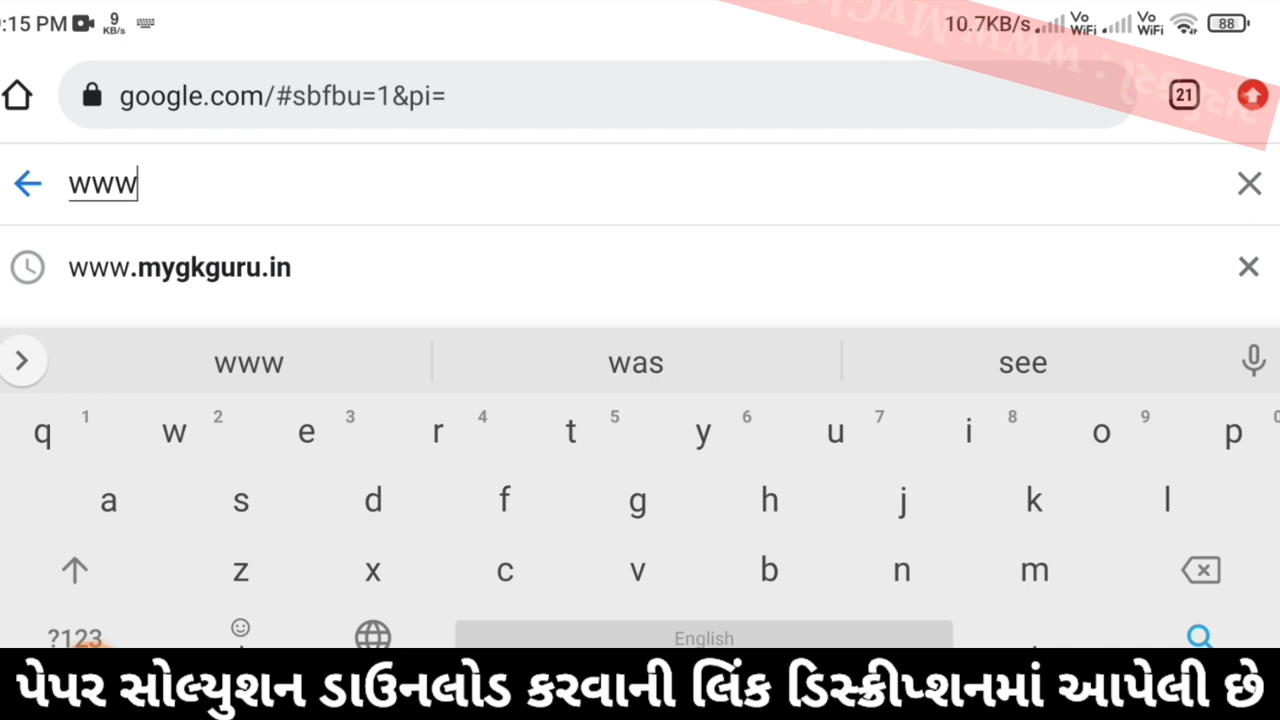 :15 PM 9 KB/s 10.7KB/s Vo WiFi Vo WiFi 88
google.com/#sbfbu=1&pi= 21
www
www.mygkguru.in
www was see
q 1 w 2 e 3 r 4 t 5 y 6 u 7 i 8 o 9 p 0
a s d f g h j k l
z x c v b n m
?123 English
પેપર સોલ્યુશન ડાઉનલોડ કરવાની લિંક ડિસ્ક્રીપ્શનમાં આપેલી છે